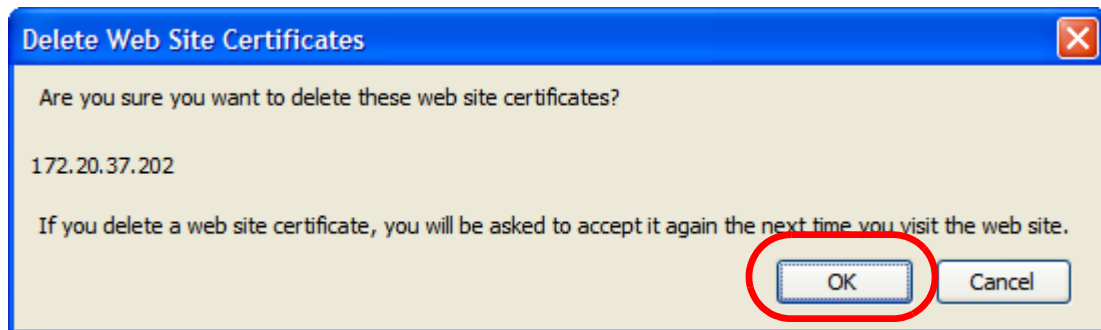 Delete Web Site Certificates
Are you sure you want to delete these web site certificates?
172.20.37.202
If you delete a web site certificate, you will be asked to accept it again the next time you visit the web site.
OK Cancel